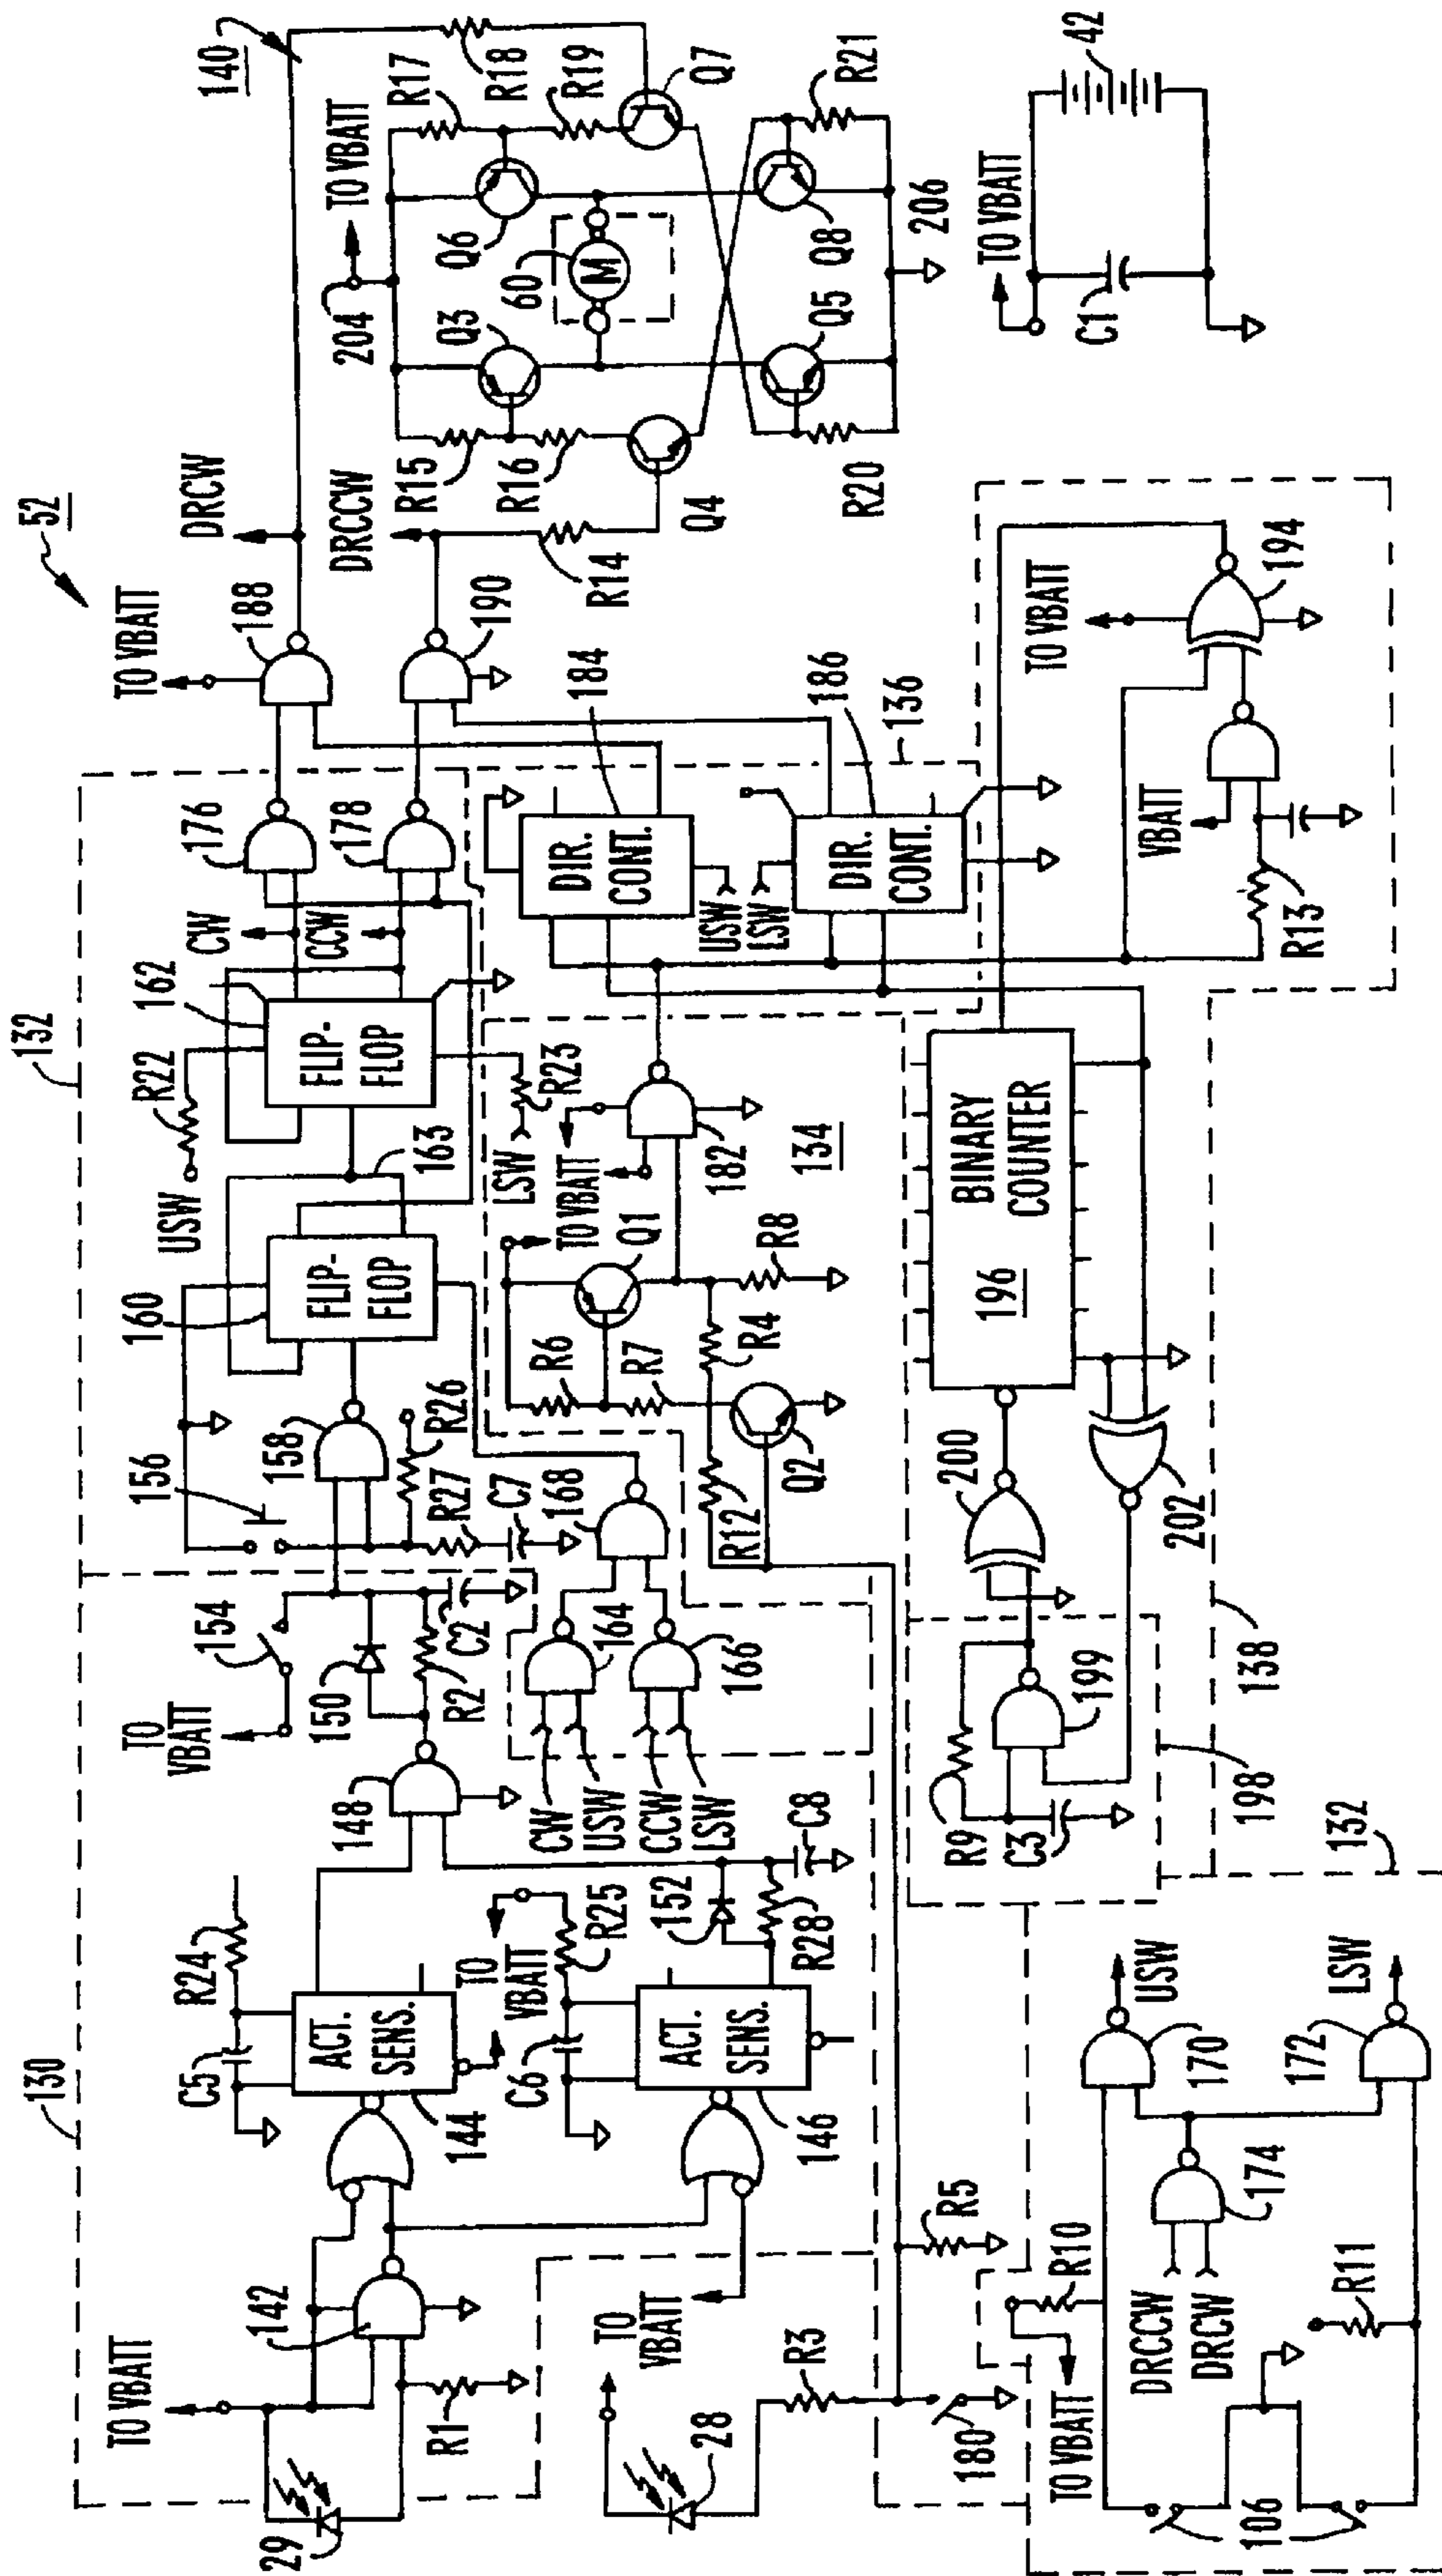 52
130
TO VBATT
29
142
R1
C5
R24
ACT. SENS.
144
TO VBATT
C6
R25
ACT. SENS.
146
152
R28
C8
148
TO VBATT
150
154
R2
C2
CW
USW
CCW
LSW
164
166
168
132
156
158
R26
R27
C7
160
FLIP-FLOP
163
USW
R22
162
FLIP-FLOP
LSW
R23
CW
CCW
176
178
TO VBATT
188
190
DRCW
DRCCW
R14
140
204
TO VBATT
R15
R16
R17
R18
R19
Q3
Q4
Q6
Q7
60
M
Q5
Q8
R20
R21
206
TO VBATT
C1
42
TO VBATT
28
R3
180
R5
R12
R4
R6
R7
R8
Q1
Q2
TO VBATT
182
134
DIR. CONT.
184
USW
LSW
DIR. CONT.
186
136
R9
C3
199
198
200
202
BINARY COUNTER
196
138
VBATT
R13
TO VBATT
194
132
TO VBATT
R10
DRCCW
DRCW
174
R11
106
170
172
USW
LSW